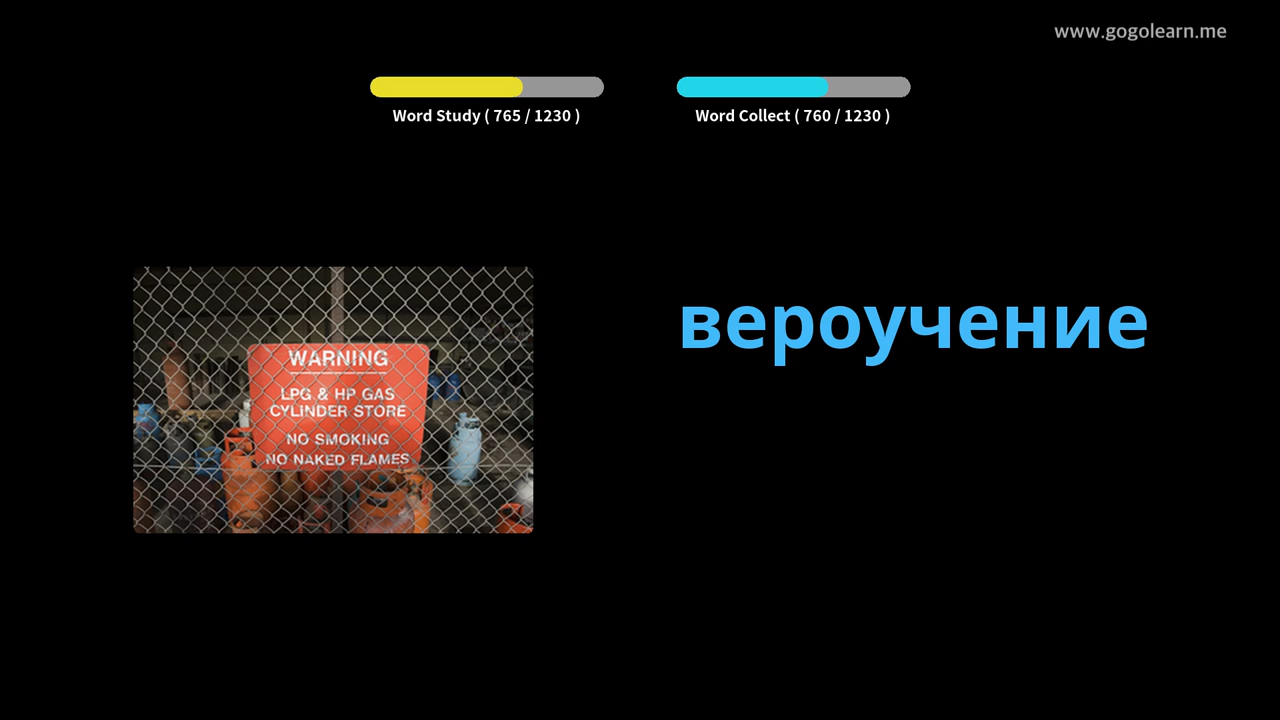 www.gogolearn.me
Word Study ( 765 / 1230 )
Word Collect ( 760 / 1230 )
вероучение
WARNING
LPG & HP GAS
CYLINDER STORE
NO SMOKING
NO NAKED FLAMES